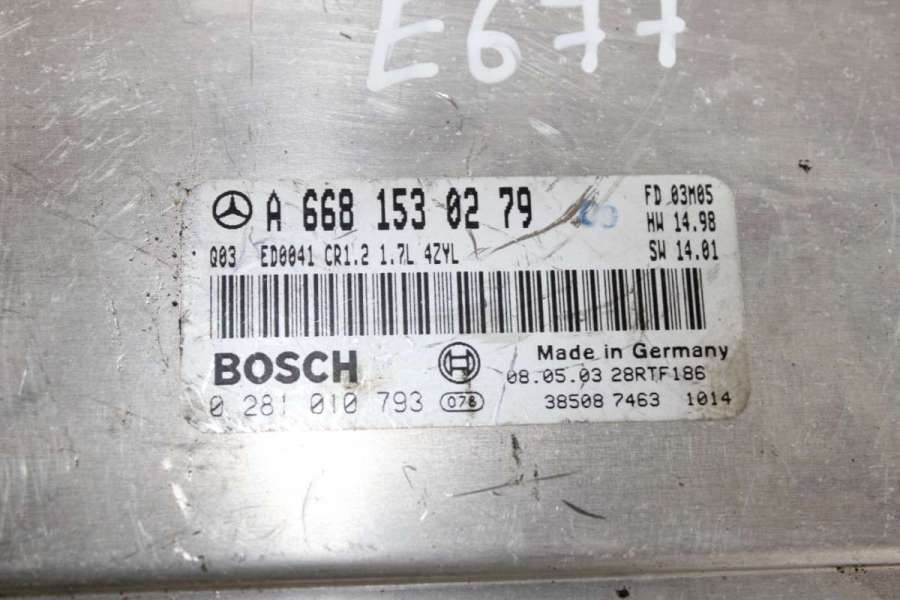 E677
A 668 153 02 79
FD 03M05
HW 14.98
Q03 ED0041 CR1.2 1.7L 4ZYL
SW 14.01
BOSCH
Made in Germany
08.05.03 28RTF186
0 281 010 793 078
38508 7463 1014